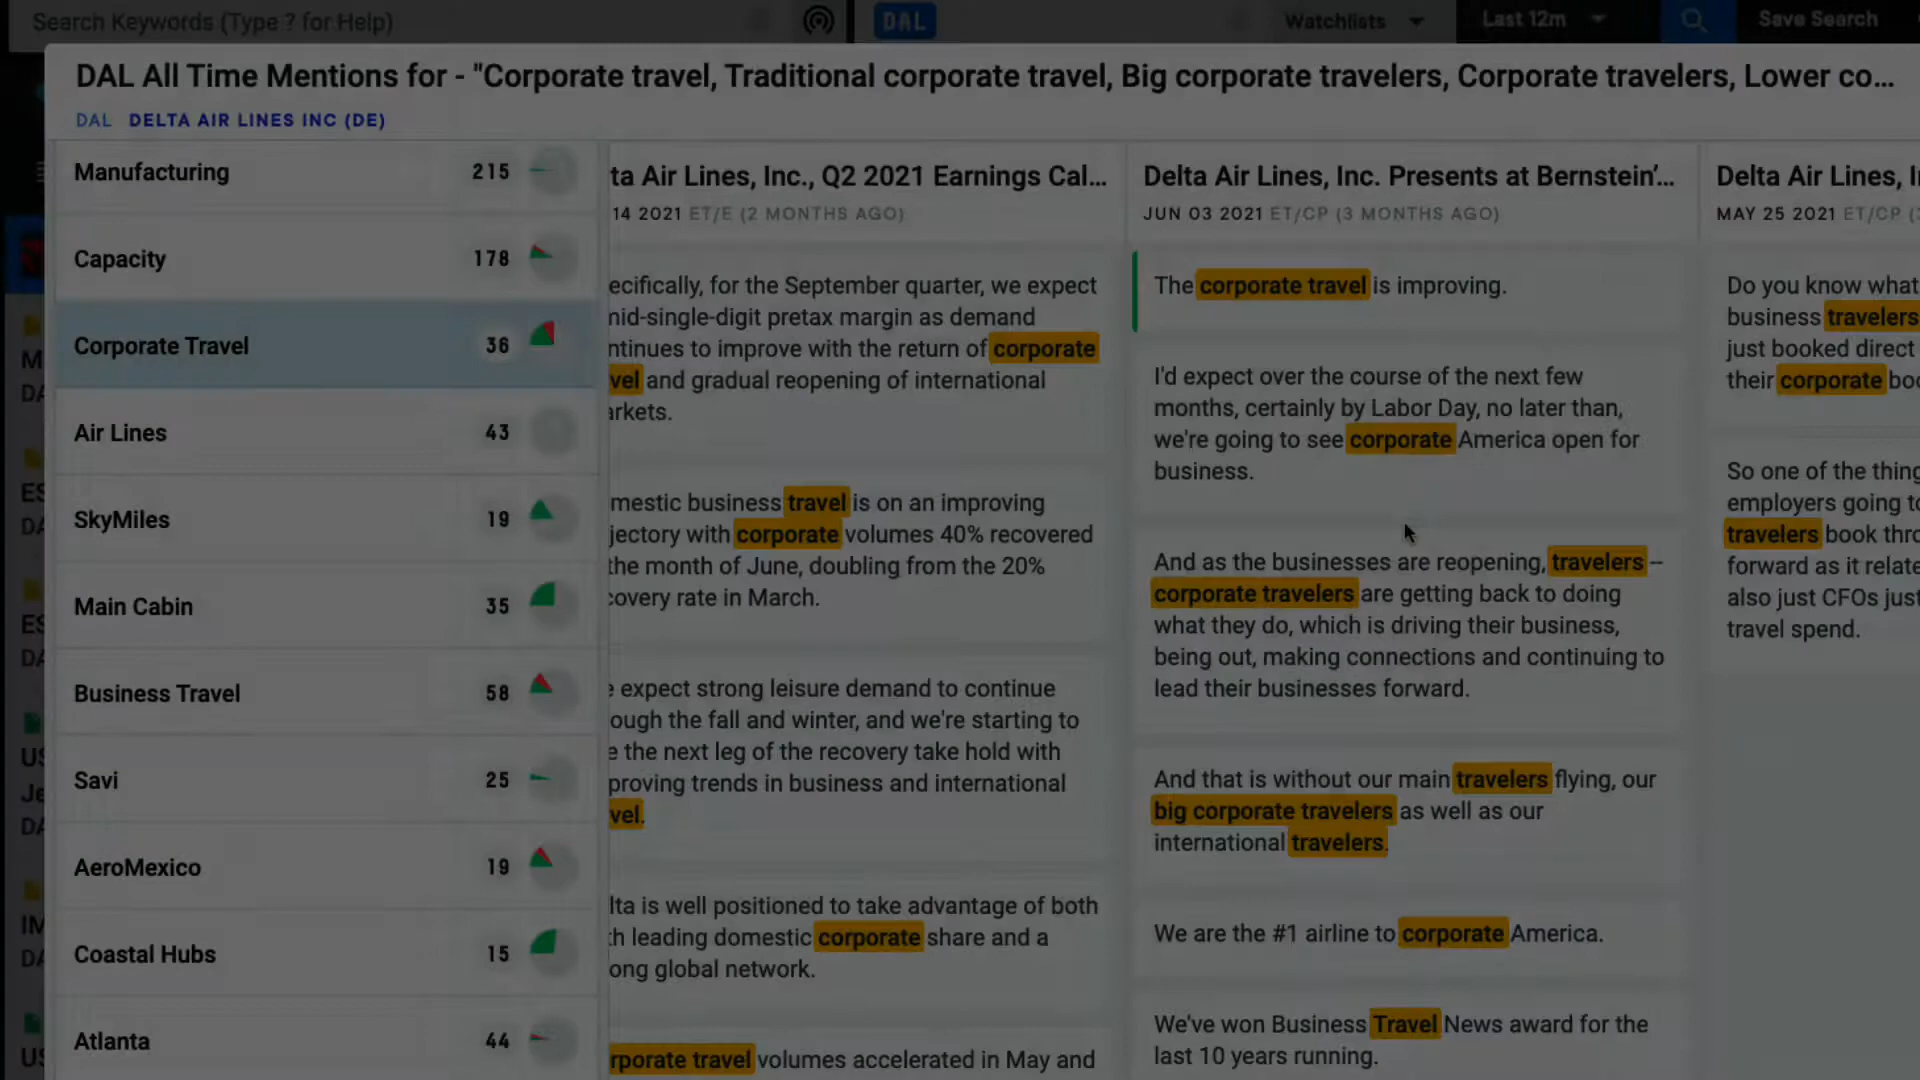 Search Keywords (Type ? for Help)
DAL
Watchlists
Last 12m
Save Search
DAL All Time Mentions for - "Corporate travel, Traditional corporate travel, Big corporate travelers, Corporate travelers, Lower co...
DAL DELTA AIR LINES INC (DE)
Manufacturing 215
Capacity 178
Corporate Travel 36
Air Lines 43
SkyMiles 19
Main Cabin 35
Business Travel 58
Savi 25
AeroMexico 19
Coastal Hubs 15
Atlanta 44
ta Air Lines, Inc., Q2 2021 Earnings Cal...
14 2021 ET/E (2 MONTHS AGO)
ecifically, for the September quarter, we expect
mid-single-digit pretax margin as demand
ntinues to improve with the return of corporate
vel and gradual reopening of international
arkets.
mestic business travel is on an improving
jectory with corporate volumes 40% recovered
the month of June, doubling from the 20%
covery rate in March.
e expect strong leisure demand to continue
ough the fall and winter, and we're starting to
e the next leg of the recovery take hold with
proving trends in business and international
vel.
lta is well positioned to take advantage of both
h leading domestic corporate share and a
ong global network.
rporate travel volumes accelerated in May and
Delta Air Lines, Inc. Presents at Bernstein'...
JUN 03 2021 ET/CP (3 MONTHS AGO)
The corporate travel is improving.
I'd expect over the course of the next few
months, certainly by Labor Day, no later than,
we're going to see corporate America open for
business.
And as the businesses are reopening, travelers –
corporate travelers are getting back to doing
what they do, which is driving their business,
being out, making connections and continuing to
lead their businesses forward.
And that is without our main travelers flying, our
big corporate travelers as well as our
international travelers.
We are the #1 airline to corporate America.
We've won Business Travel News award for the
last 10 years running.
Delta Air Lines, I
MAY 25 2021 ET/CP (
Do you know what
business travelers
just booked direct
their corporate boo
So one of the thing
employers going to
travelers book thro
forward as it relate
also just CFOs jus
travel spend.